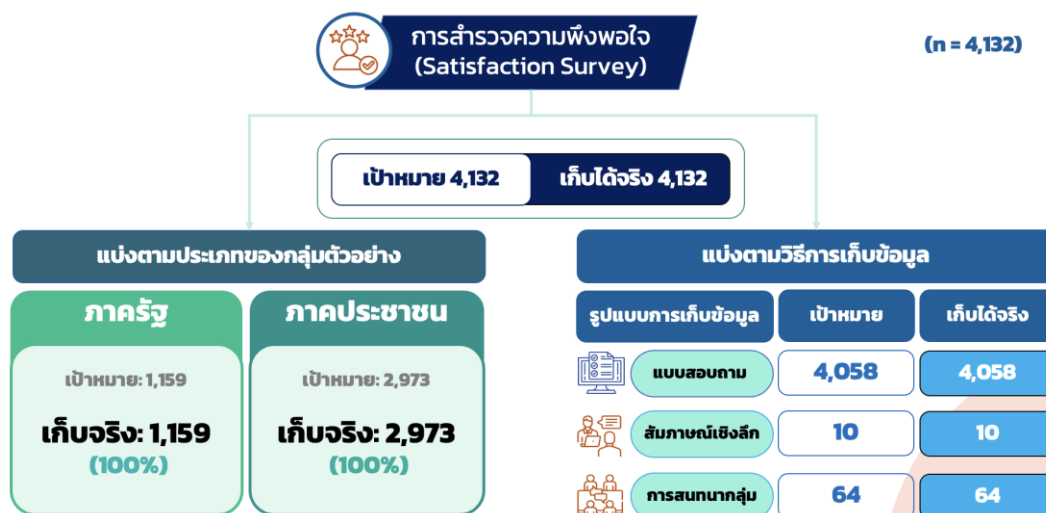 การสำรวจความพึงพอใจ
(Satisfaction Survey)
(n = 4,132)
เป้าหมาย 4,132
เก็บได้จริง 4,132
แบ่งตามประเภทของกลุ่มตัวอย่าง
ภาครัฐ
เป้าหมาย: 1,159
เก็บจริง: 1,159
(100%)
ภาคประชาชน
เป้าหมาย: 2,973
เก็บจริง: 2,973
(100%)
แบ่งตามวิธีการเก็บข้อมูล
รูปแบบการเก็บข้อมูล เป้าหมาย เก็บได้จริง
แบบสอบถาม 4,058 4,058
สัมภาษณ์เชิงลึก 10 10
การสนทนากลุ่ม 64 64